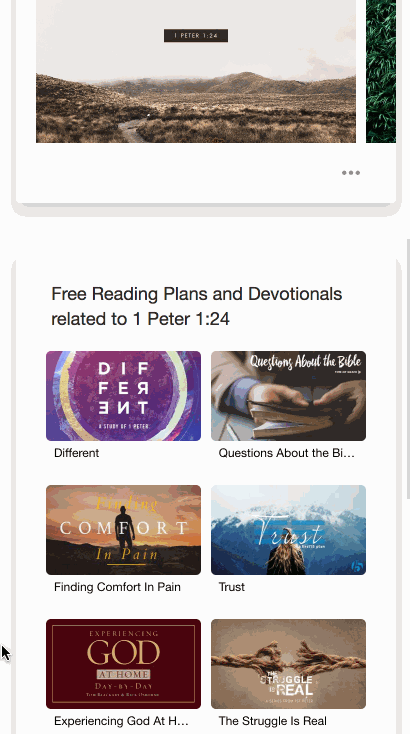 1 PETER 1:24
Free Reading Plans and Devotionals
related to 1 Peter 1:24
DIF
FER
ENT
A STUDY OF 1 PETER
Different
Questions About the Bible
Questions About the Bi...
Finding
COMFORT
In Pain
Finding Comfort In Pain
Trust
Trust
EXPERIENCING
GOD
AT HOME
DAY-BY-DAY
Experiencing God At H...
THE
STRUGGLE
IS REAL
The Struggle Is Real